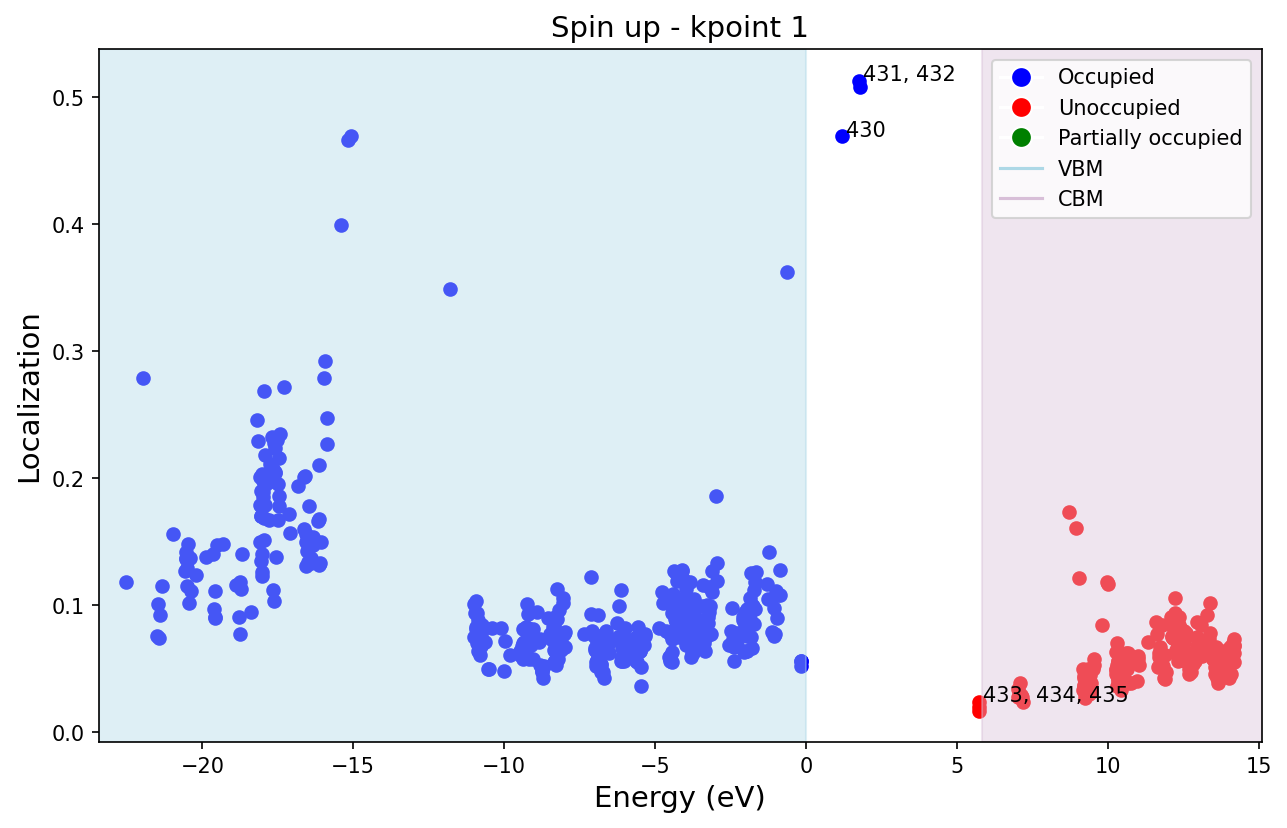 Spin up - kpoint 1
431, 432
430
433, 434, 435
Occupied
Unoccupied
Partially occupied
VBM
CBM
Localization
0.5
0.4
0.3
0.2
0.1
0.0
−20
−15
−10
−5
0
5
10
15
Energy (eV)